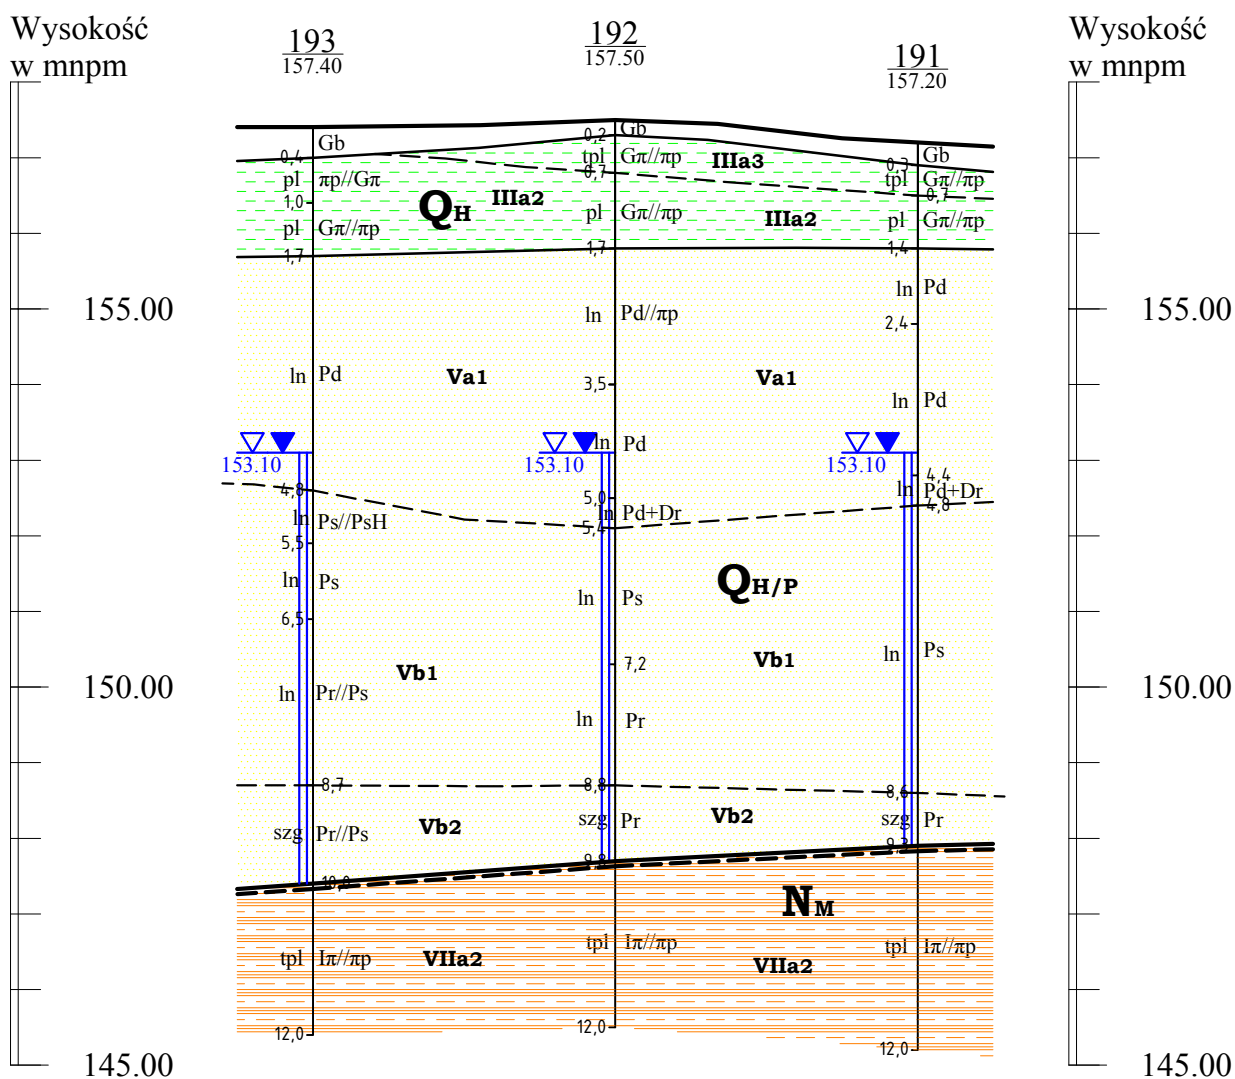 Wysokość
w mnpm
193
157.40
192
157.50
191
157.20
Wysokość
w mnpm
Gb
0,4
pl πp//Gπ
1,0
pl Gπ//πp
1,7
ln Pd
153.10
4,8
ln Ps//PsH
5,5
ln Ps
6,5
ln Pr//Ps
8,7
szg Pr//Ps
10,0
tpl Iπ//πp
12,0
Gb
0,2
tpl Gπ//πp
0,7
pl Gπ//πp
1,7
ln Pd//πp
3,5
ln Pd
153.10
5,0
ln Pd+Dr
5,4
ln Ps
7,2
ln Pr
8,8
szg Pr
9,8
tpl Iπ//πp
12,0
Gb
0,3
tpl Gπ//πp
0,7
pl Gπ//πp
1,4
ln Pd
2,4
ln Pd
153.10
4,4
ln Pd+Dr
4,8
ln Ps
8,6
szg Pr
tpl Iπ//πp
12,0
IIIa3
QH IIIa2
IIIa2
Va1
Va1
QH/P
Vb1
Vb1
Vb2
Vb2
NM
VIIa2
VIIa2
155.00
150.00
145.00
155.00
150.00
145.00